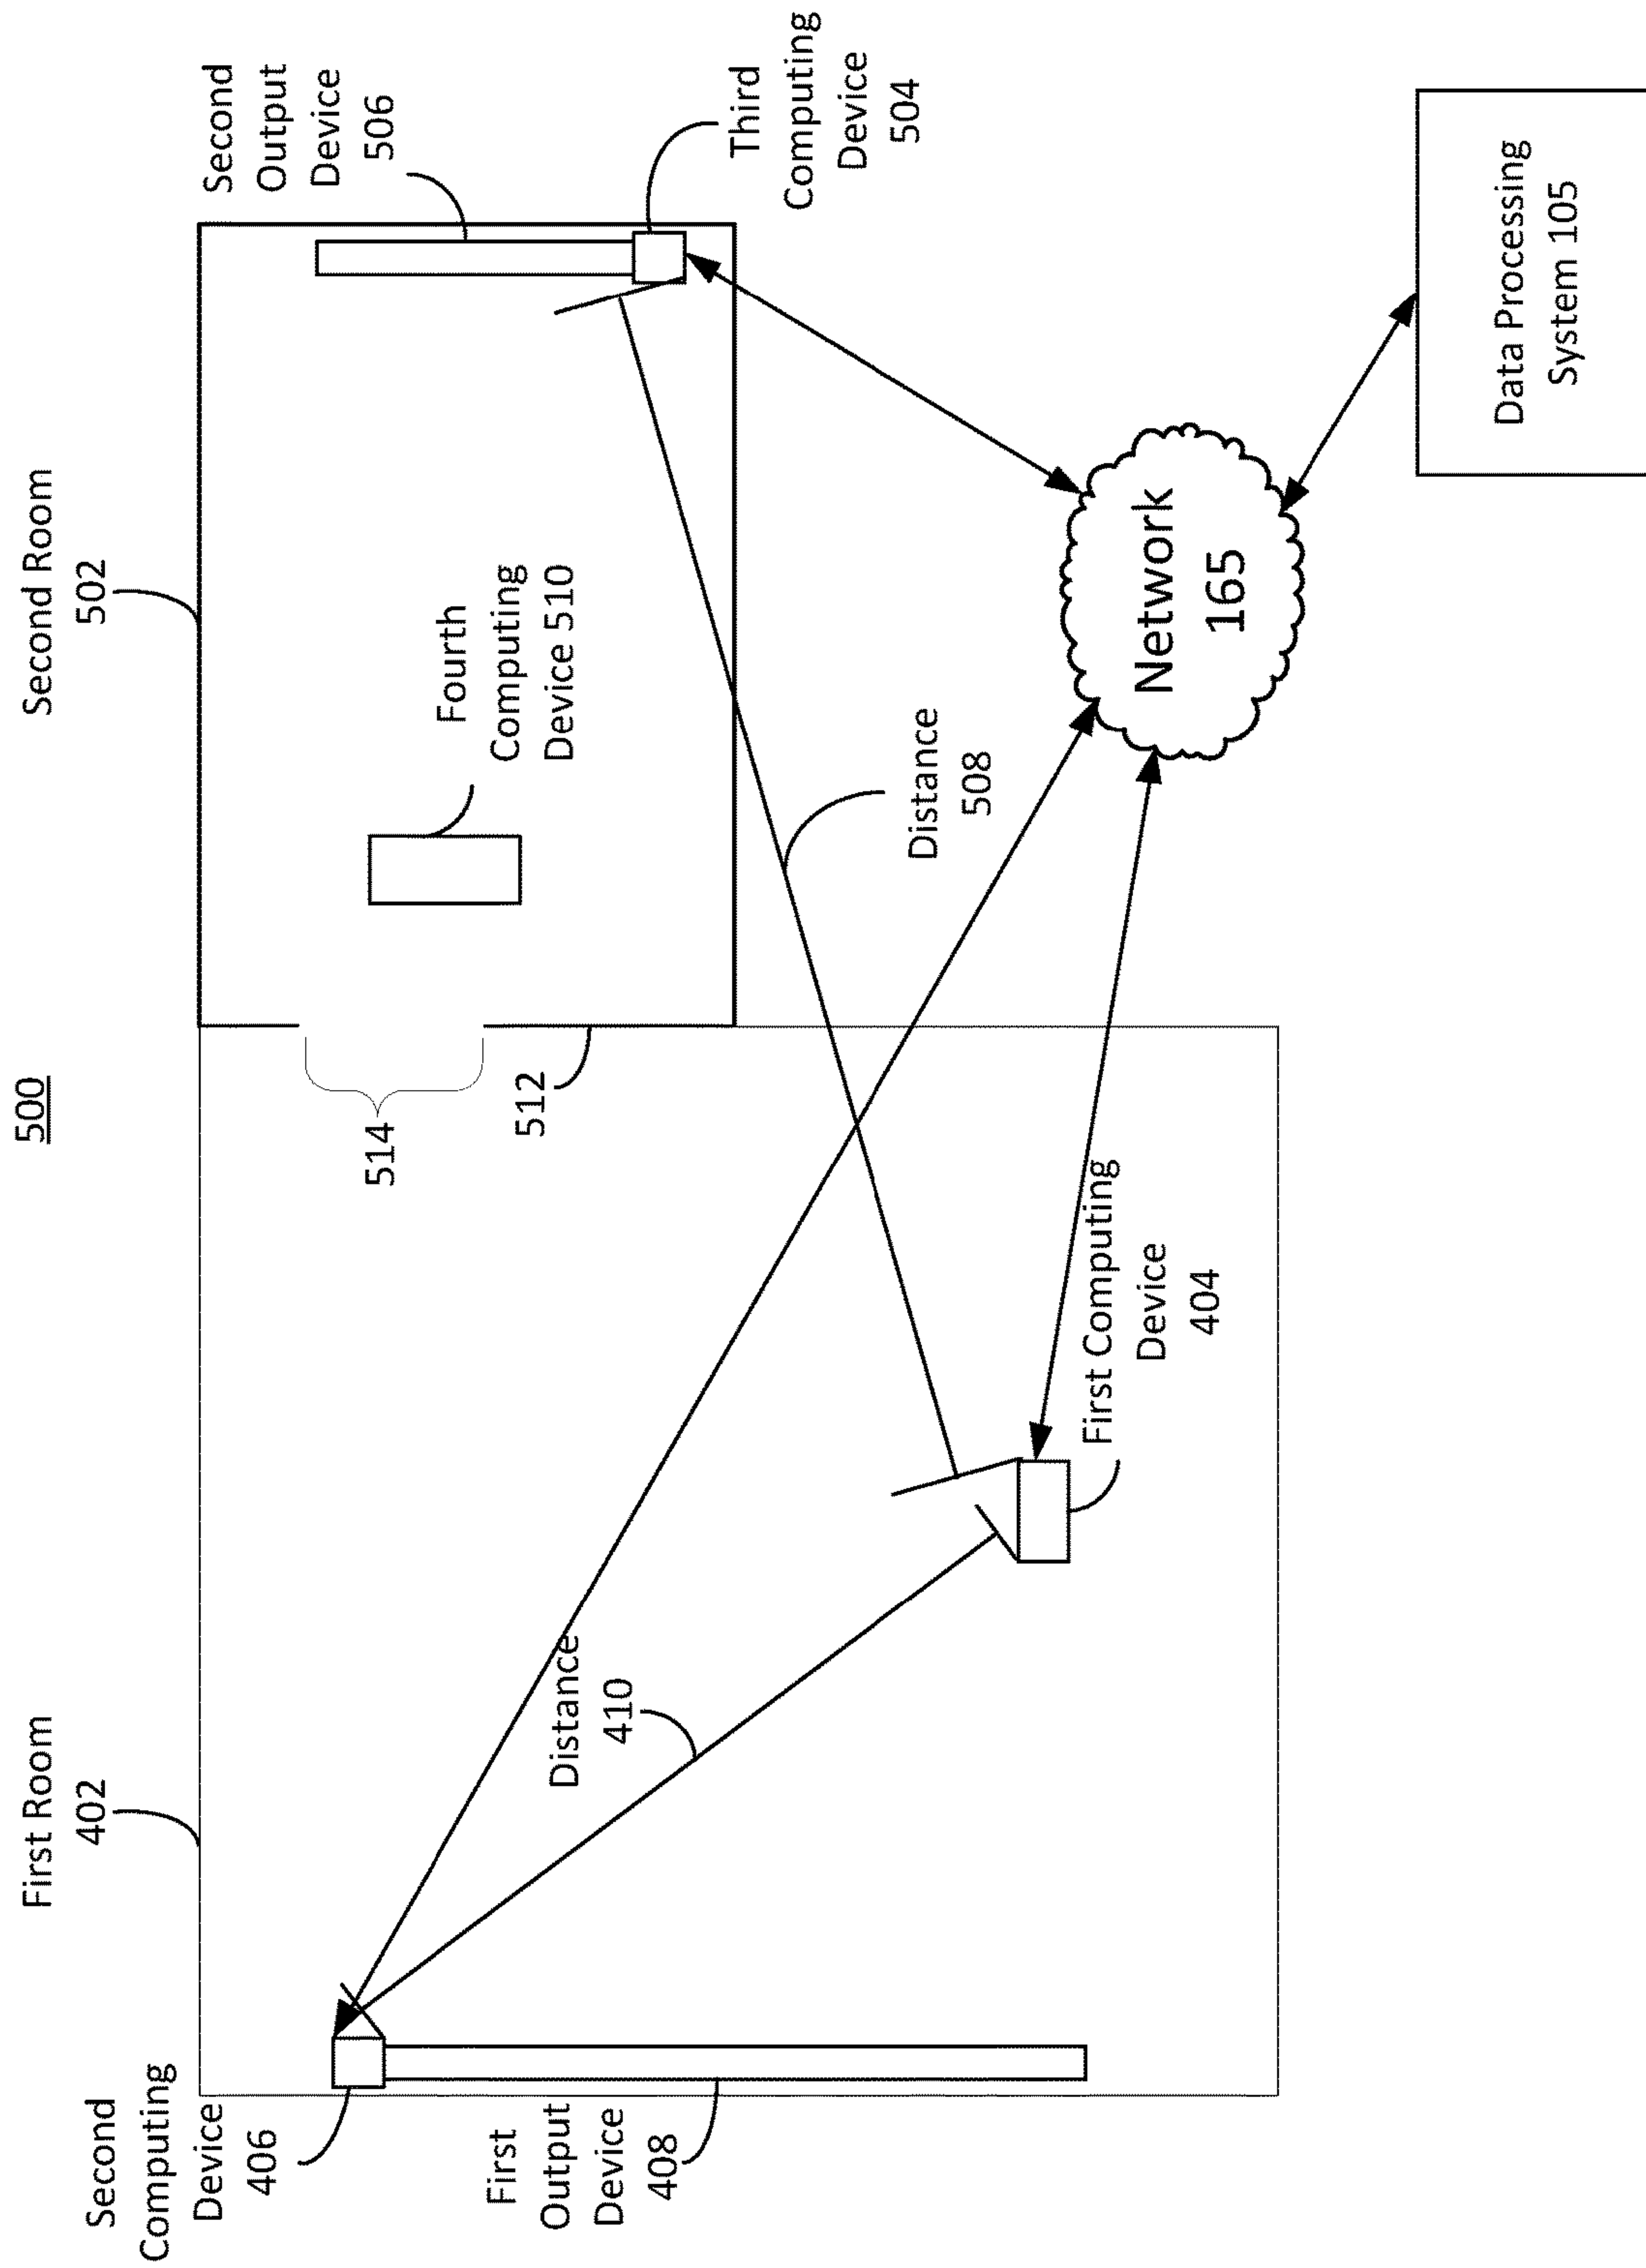 500
First Room
402
Second Room
502
Second
Computing
Device
406
First
Output
Device
408
Distance
410
First Computing
Device
404
514
512
Fourth
Computing
Device 510
Distance
508
Second
Output
Device
506
Third
Computing
Device
504
Network
165
Data Processing
System 105